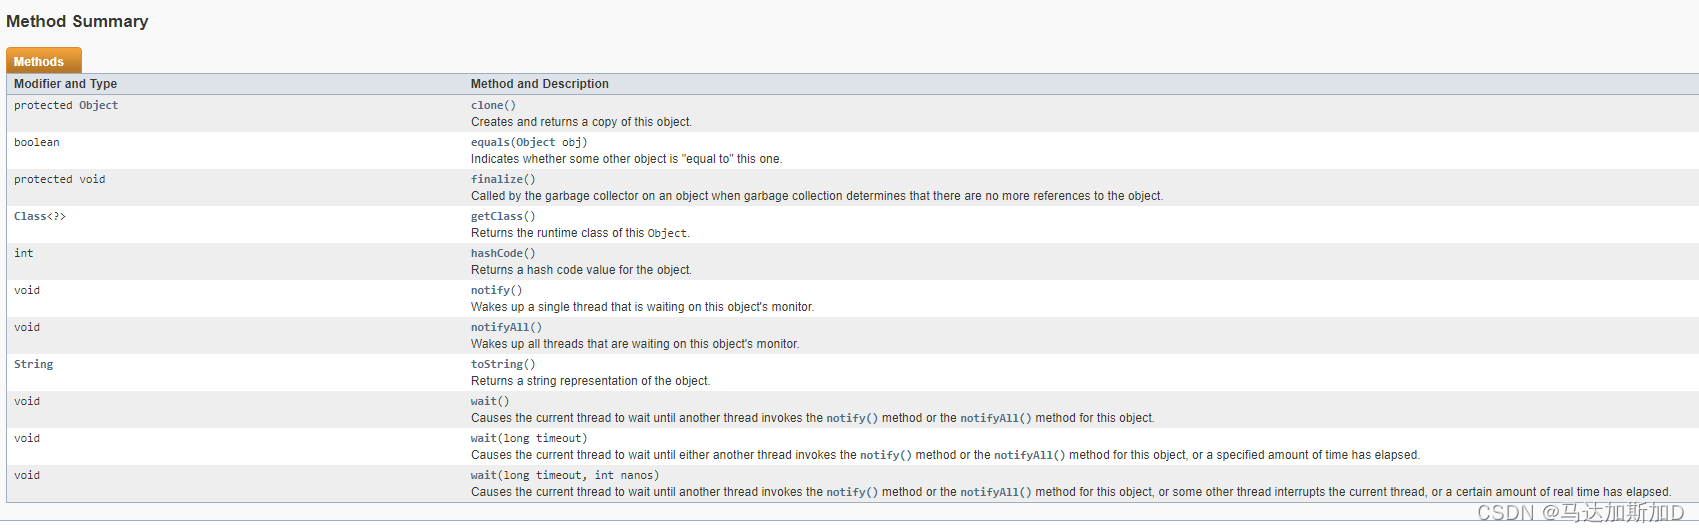 Method Summary
Methods
Modifier and Type Method and Description
protected Object clone()
Creates and returns a copy of this object.
boolean equals(Object obj)
Indicates whether some other object is "equal to" this one.
protected void finalize()
Called by the garbage collector on an object when garbage collection determines that there are no more references to the object.
Class<?> getClass()
Returns the runtime class of this Object.
int hashCode()
Returns a hash code value for the object.
void notify()
Wakes up a single thread that is waiting on this object's monitor.
void notifyAll()
Wakes up all threads that are waiting on this object's monitor.
String toString()
Returns a string representation of the object.
void wait()
Causes the current thread to wait until another thread invokes the notify() method or the notifyAll() method for this object.
void wait(long timeout)
Causes the current thread to wait until either another thread invokes the notify() method or the notifyAll() method for this object, or a specified amount of time has elapsed.
void wait(long timeout, int nanos)
Causes the current thread to wait until another thread invokes the notify() method or the notifyAll() method for this object, or some other thread interrupts the current thread, or a certain amount of real time has elapsed.
CSDN @马达加斯加D